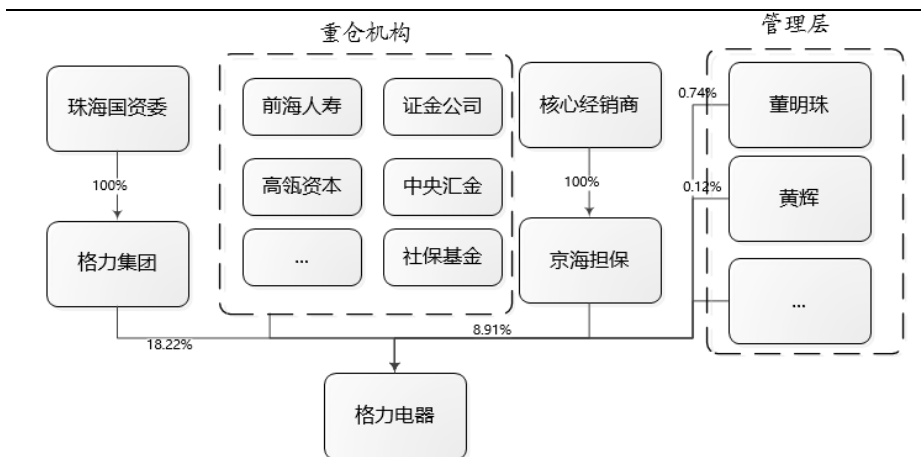 重仓机构
管理层
珠海国资委
前海人寿
证金公司
核心经销商
0.74%
董明珠
100%
高瓴资本
中央汇金
100%
0.12%
黄辉
格力集团
...
社保基金
京海担保
...
18.22%
8.91%
格力电器